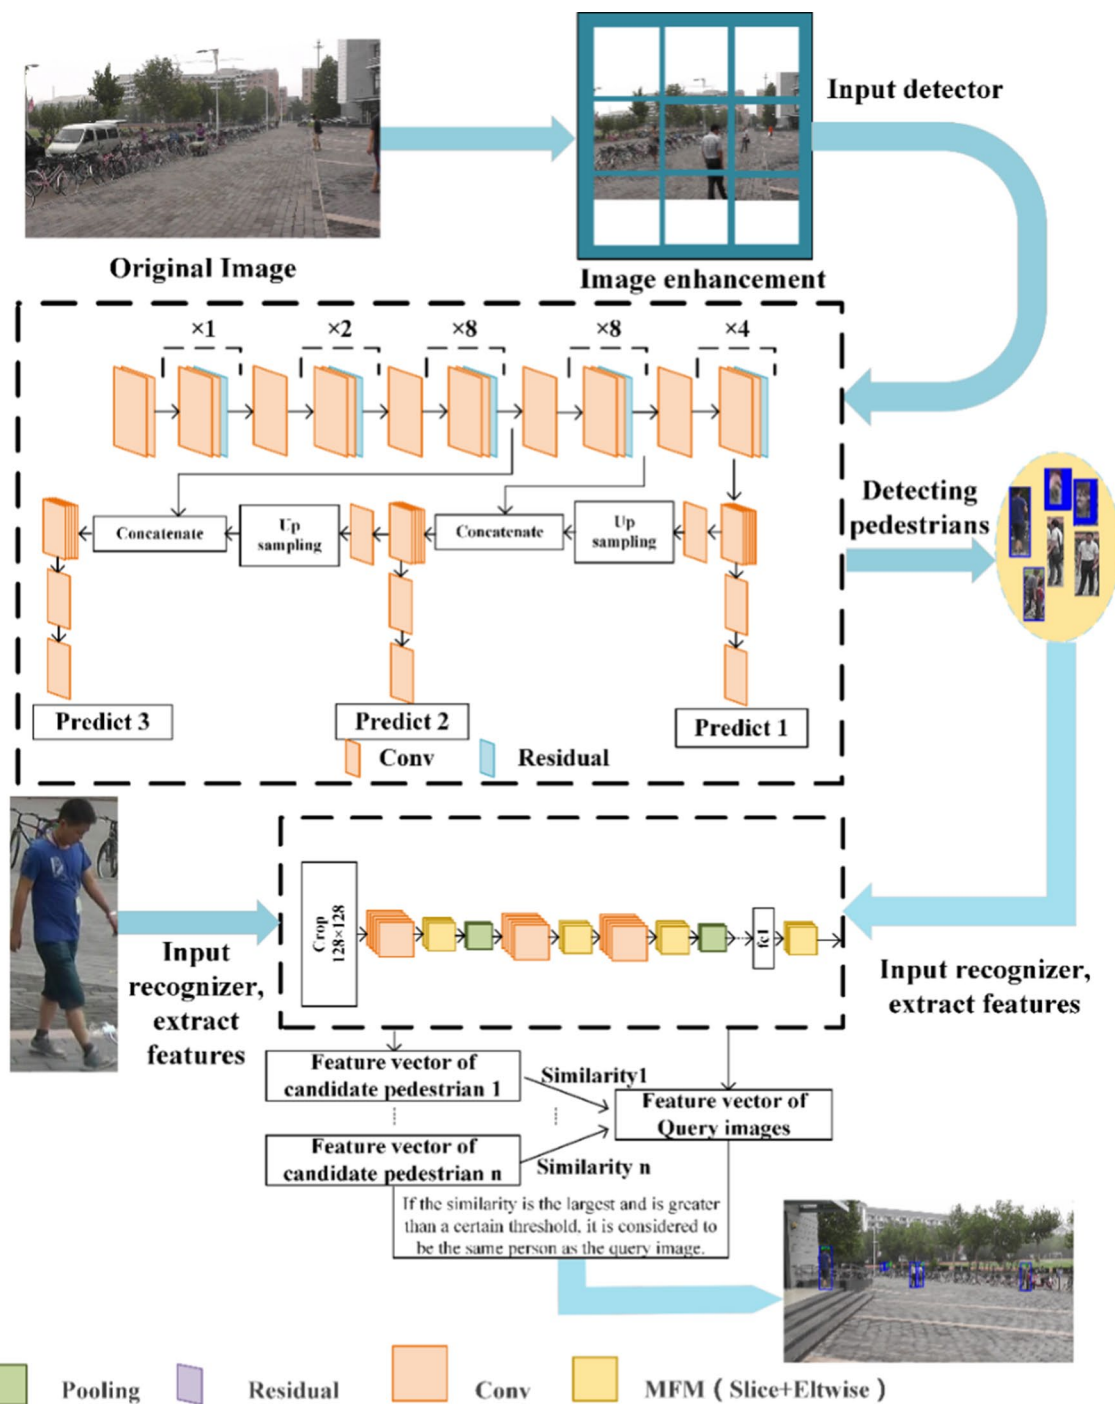 Input detector
Original Image
Image enhancement
×1
×2
×8
×8
×4
Detecting
pedestrians
Concatenate
Up
sampling
Concatenate
Up
sampling
Predict 3
Predict 2
Predict 1
Conv
Residual
Crop
128×128
fc1
Input
recognizer,
extract
features
Input recognizer,
extract features
Feature vector of
candidate pedestrian 1
Similarity1
Feature vector of
Query images
Feature vector of
candidate pedestrian n
Similarity n
If the similarity is the largest and is greater
than a certain threshold, it is considered to
be the same person as the query image.
Pooling
Residual
Conv
MFM ( Slice+Eltwise )